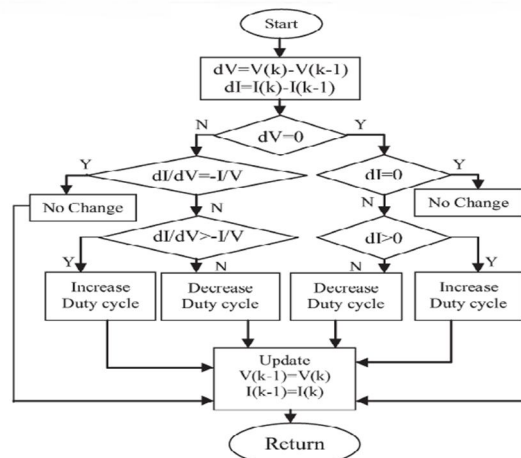 Start
dV=V(k)-V(k-1)
dI=I(k)-I(k-1)
N
dV=0
Y
Y
dI/dV=-I/V
dI=0
Y
No Change
N
N
No Change
dI/dV>-I/V
dI>0
Y
N
N
Y
Increase
Duty cycle
Decrease
Duty cycle
Decrease
Duty cycle
Increase
Duty cycle
Update
V(k-1)=V(k)
I(k-1)=I(k)
Return